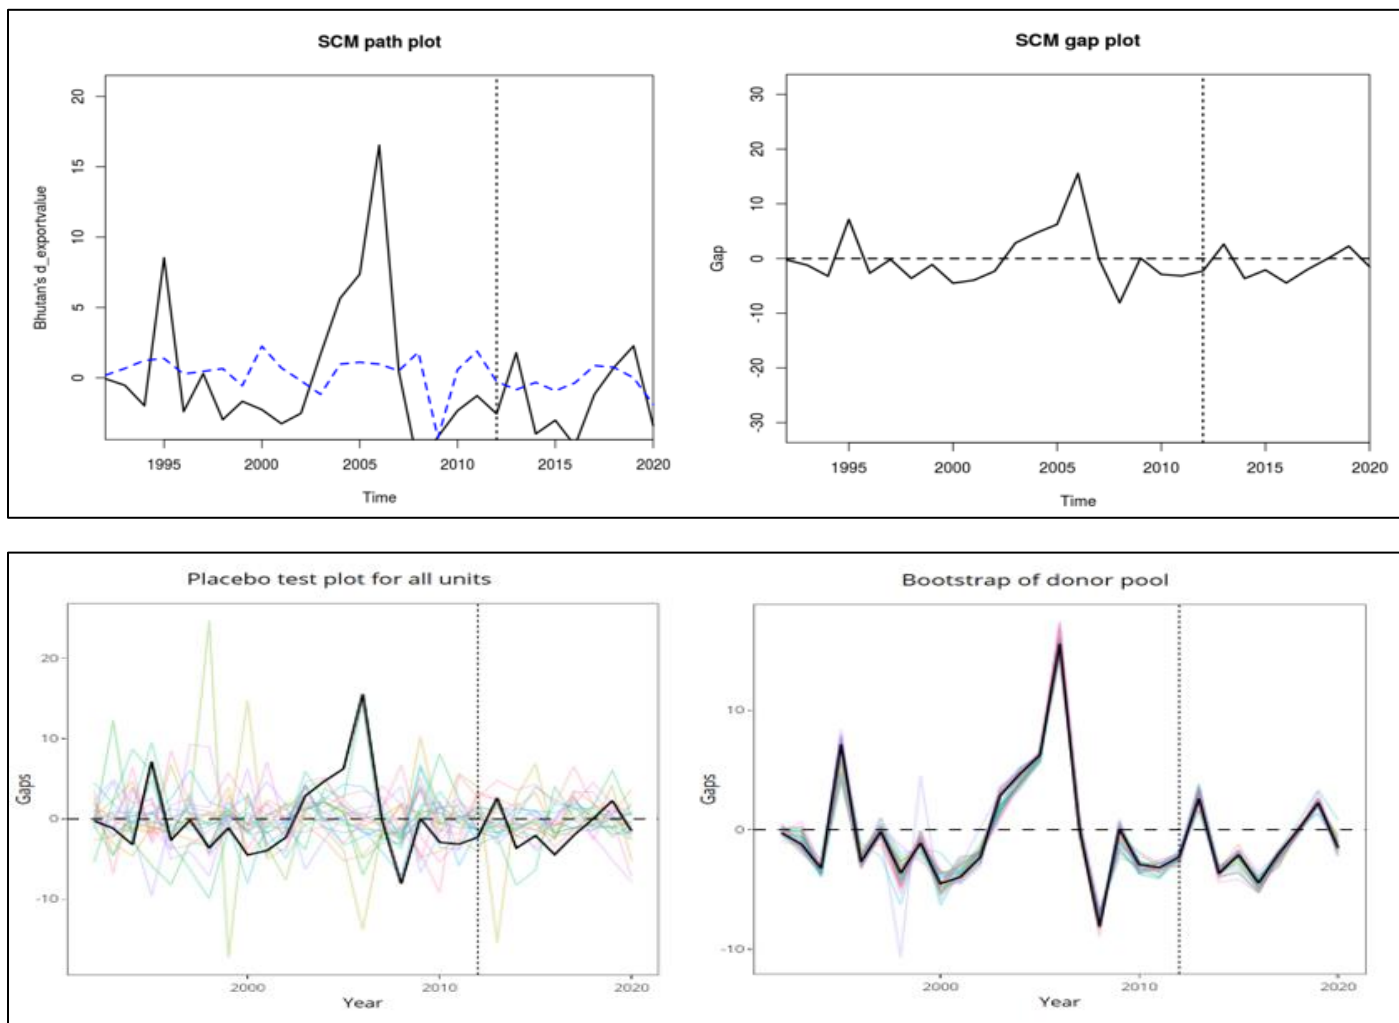 SCM path plot
Bhutan's d_exportvalue
20
15
10
5
0
1995 2000 2005 2010 2015 2020
Time
SCM gap plot
Gap
30
20
10
0
-10
-20
-30
1995 2000 2005 2010 2015 2020
Time
Placebo test plot for all units
Gaps
20
10
0
-10
2000 2010 2020
Year
Bootstrap of donor pool
Gaps
10
0
-10
2000 2010 2020
Year